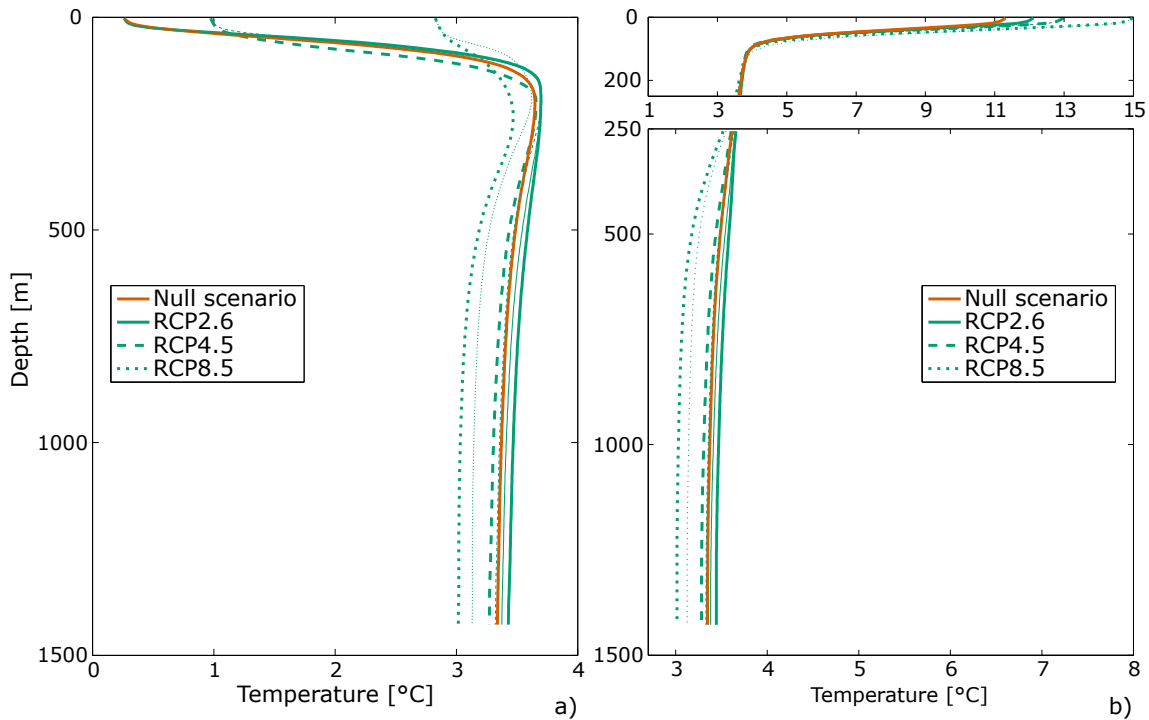 0
500
1000
1500
Depth [m]
0
1
2
3
4
Temperature [°C]
a)
Null scenario
RCP2.6
RCP4.5
RCP8.5
0
200
1
3
5
7
9
11
13
15
250
500
1000
1500
3
4
5
6
7
8
Temperature [°C]
b)
Null scenario
RCP2.6
RCP4.5
RCP8.5